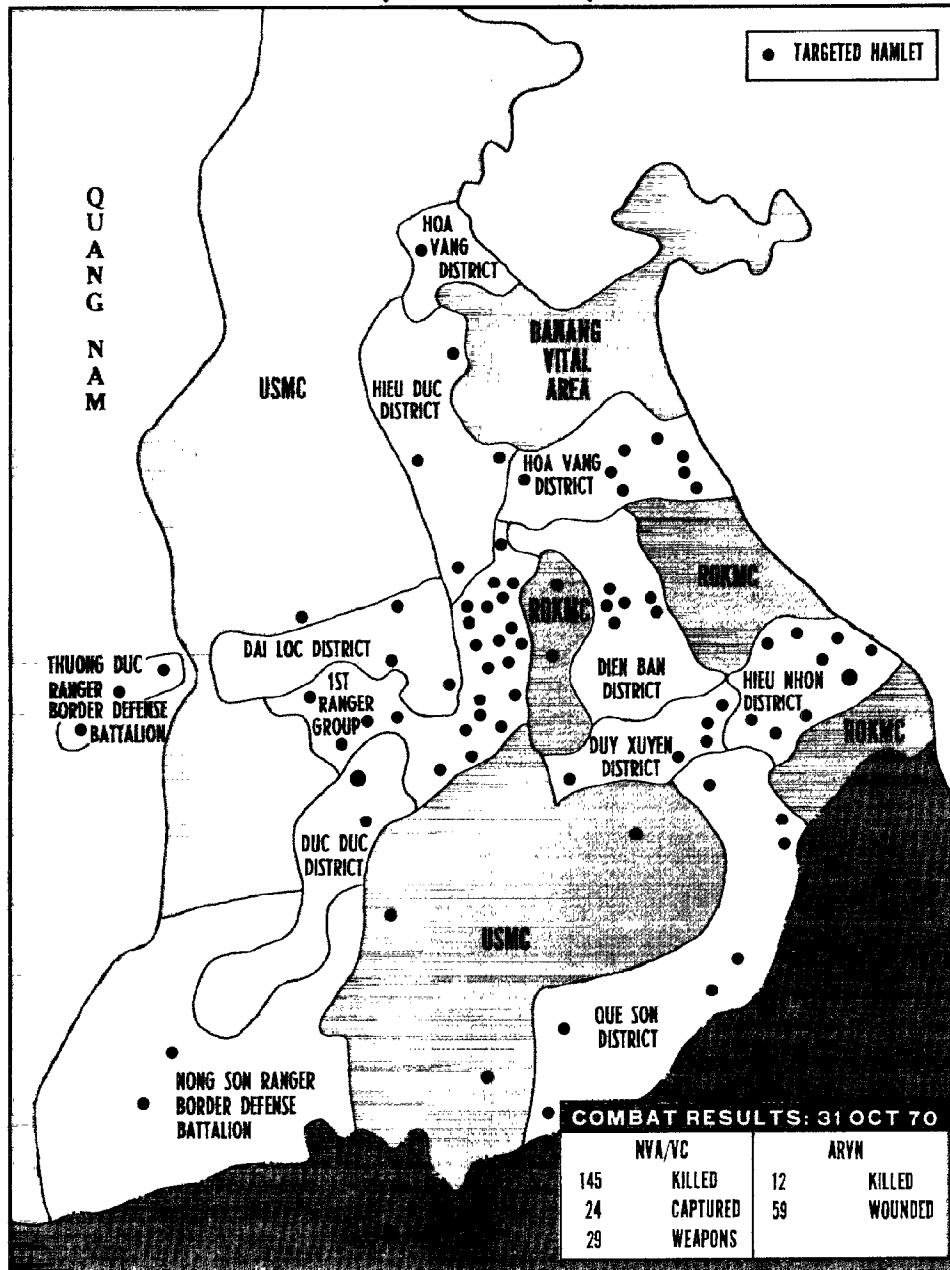 ● TARGETED HAMLET
QUANG NAM
HOA
VANG
DISTRICT
DANANG
VITAL
AREA
USMC
HIEU DUC
DISTRICT
HOA VANG
DISTRICT
ROKMC
ROKMC
DAI LOC DISTRICT
THUONG DUC
RANGER
BORDER DEFENSE
BATTALION
1ST
RANGER
GROUP
DIEN BAN
DISTRICT
HIEU NHON
DISTRICT
ROKMC
DUY XUYEN
DISTRICT
DUC DUC
DISTRICT
USMC
QUE SON
DISTRICT
NONG SON RANGER
BORDER DEFENSE
BATTALION
COMBAT RESULTS: 31 OCT 70
NVA/VC ARVN
145 KILLED 12 KILLED
24 CAPTURED 59 WOUNDED
29 WEAPONS